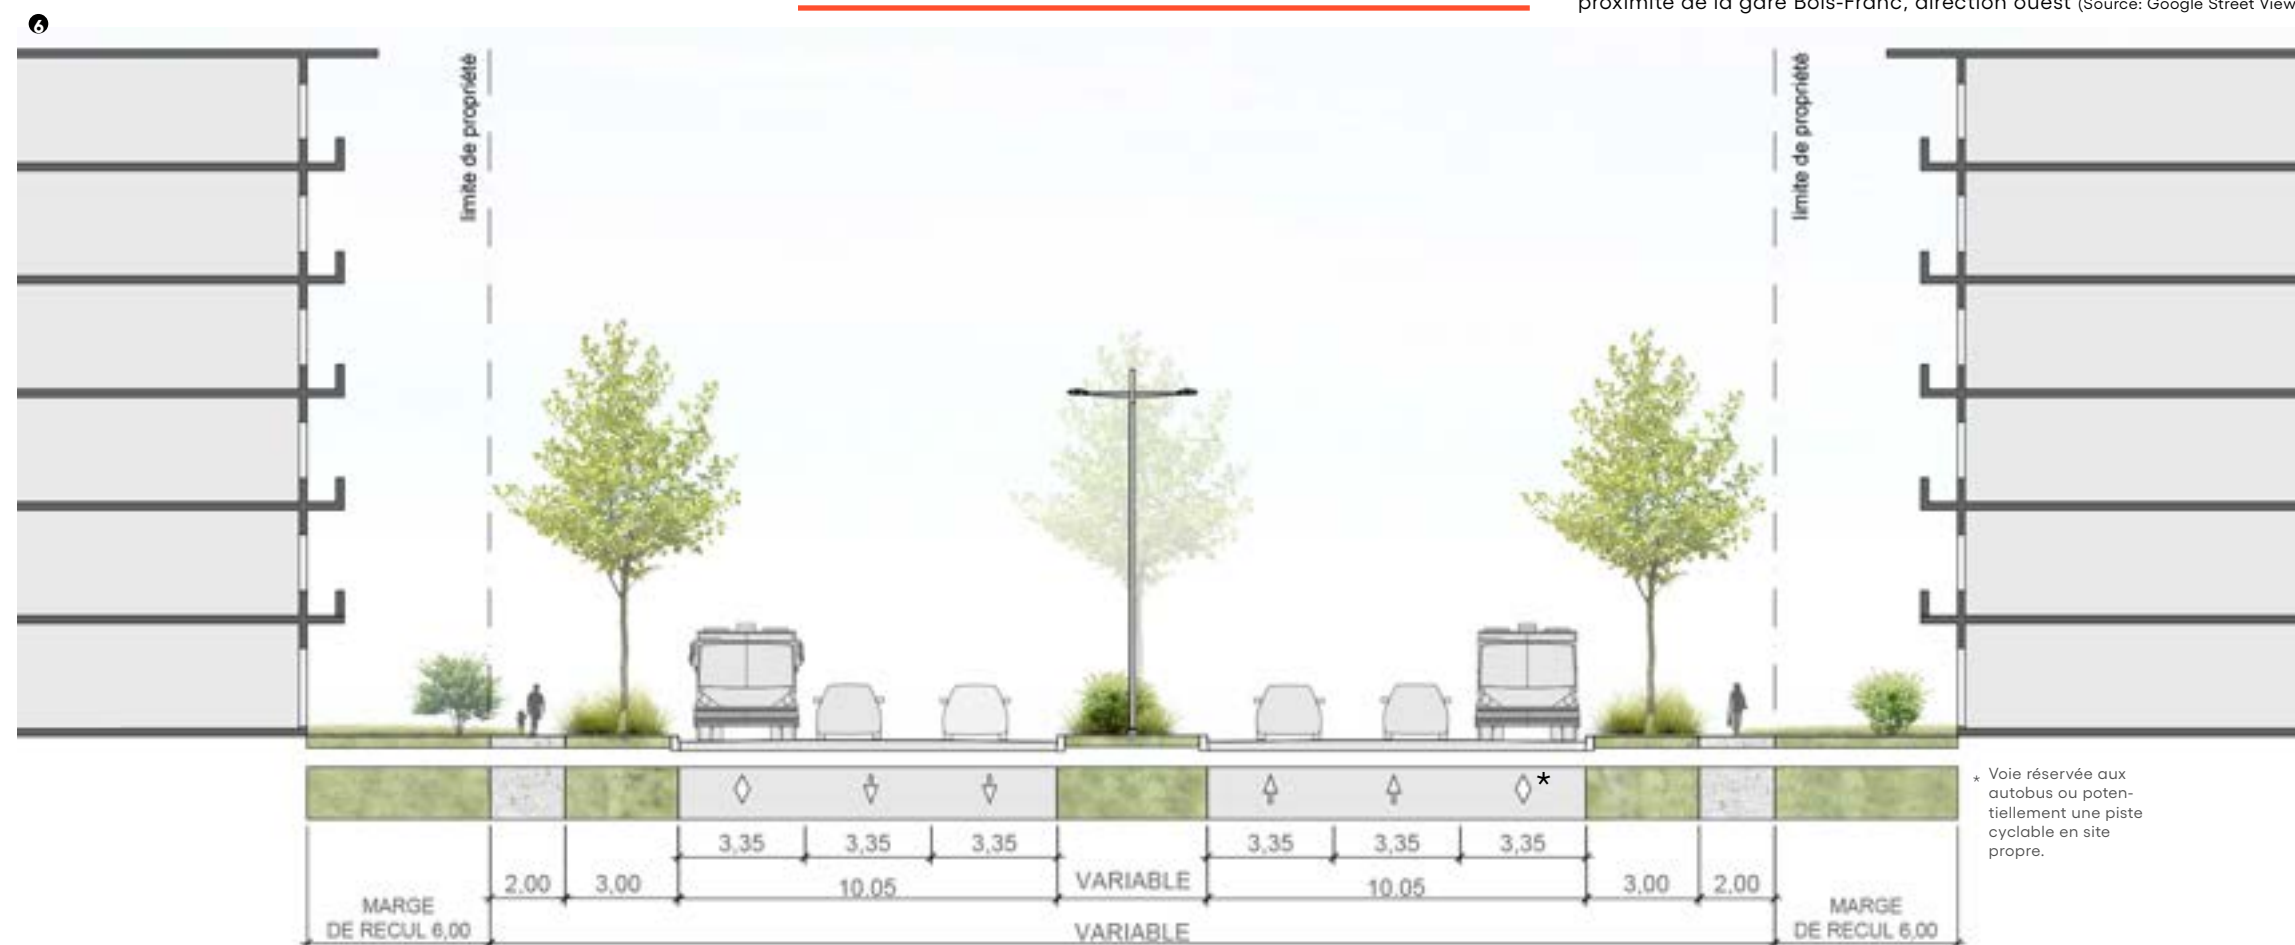 proximité de la gare Bois-Franc, direction ouest (Source: Google Street View
6
limite de propriété
limite de propriété
*
* Voie réservée aux
autobus ou poten-
tiellement une piste
cyclable en site
propre.
3,35 3,35 3,35 3,35 3,35 3,35
2,00 3,00 10,05 VARIABLE 10,05 3,00 2,00
MARGE
DE RECUL 6,00
VARIABLE
MARGE
DE RECUL 6,00